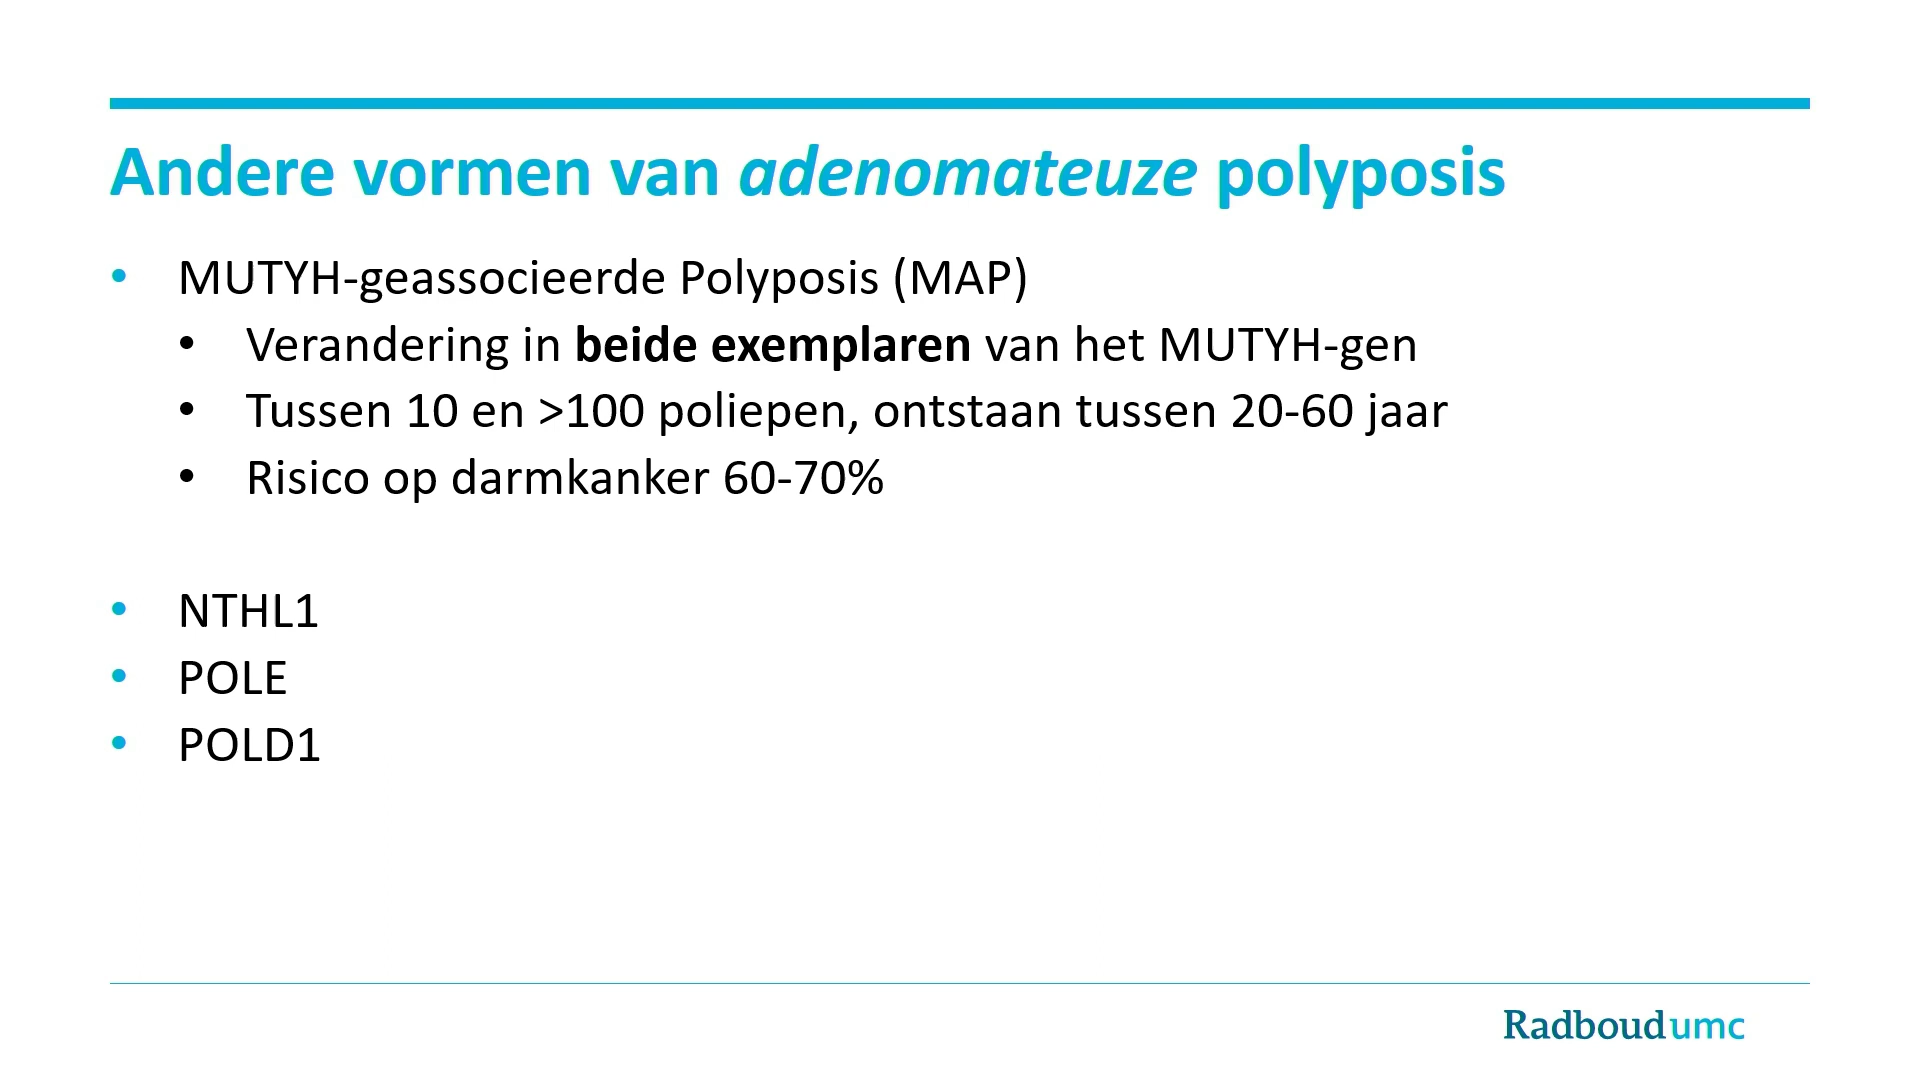 Andere vormen van adenomateuze polyposis
• MUTYH-geassocieerde Polyposis (MAP)
• Verandering in beide exemplaren van het MUTYH-gen
• Tussen 10 en >100 poliepen, ontstaan tussen 20-60 jaar
• Risico op darmkanker 60-70%
• NTHL1
• POLE
• POLD1
Radboudumc